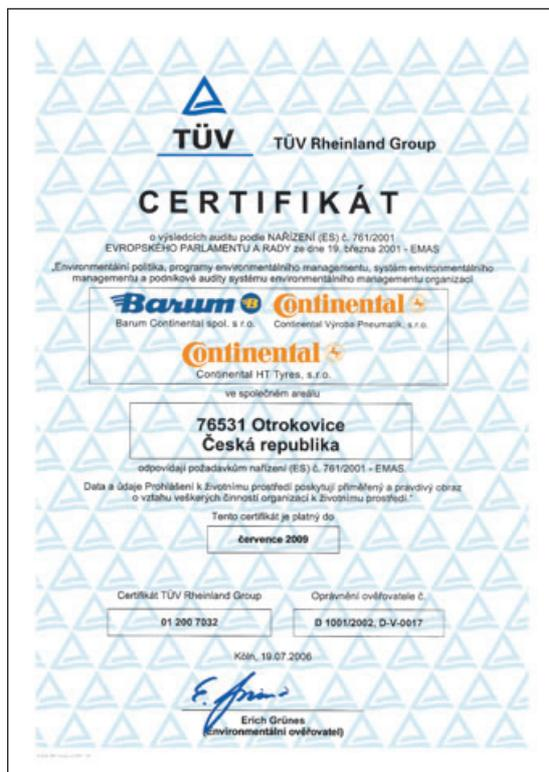 TÜV
TÜV Rheinland Group
CERTIFIKÁT
o výsledcích auditu podle NAŘÍZENÍ (ES) č. 761/2001
EVROPSKÉHO PARLAMENTU A RADY ze dne 19. března 2001 - EMAS
„Environmentální politika, programy environmentálního managementu, systém environmentálního
managementu a podnikové audity systému environmentálního managementu organizací
Barum B Continental
Barum Continental spol. s r.o. Continental Výroba Pneumatik, s.r.o.
Continental
Continental HT Tyres, s.r.o.
ve společném areálu
76531 Otrokovice
Česká republika
odpovídají požadavkům nařízení (ES) č. 761/2001 - EMAS.
Data a údaje Prohlášení k životnímu prostředí poskytují přiměřený a pravdivý obraz
o vztahu veškerých činností organizací k životnímu prostředí."
Tento certifikát je platný do
července 2009
Certifikát TÜV Rheinland Group Oprávnění ověřovatele č.
01 200 7032 D 1001/2002, D-V-0017
Köln, 19.07.2006
Erich Grünes
(Environmentální ověřovatel)